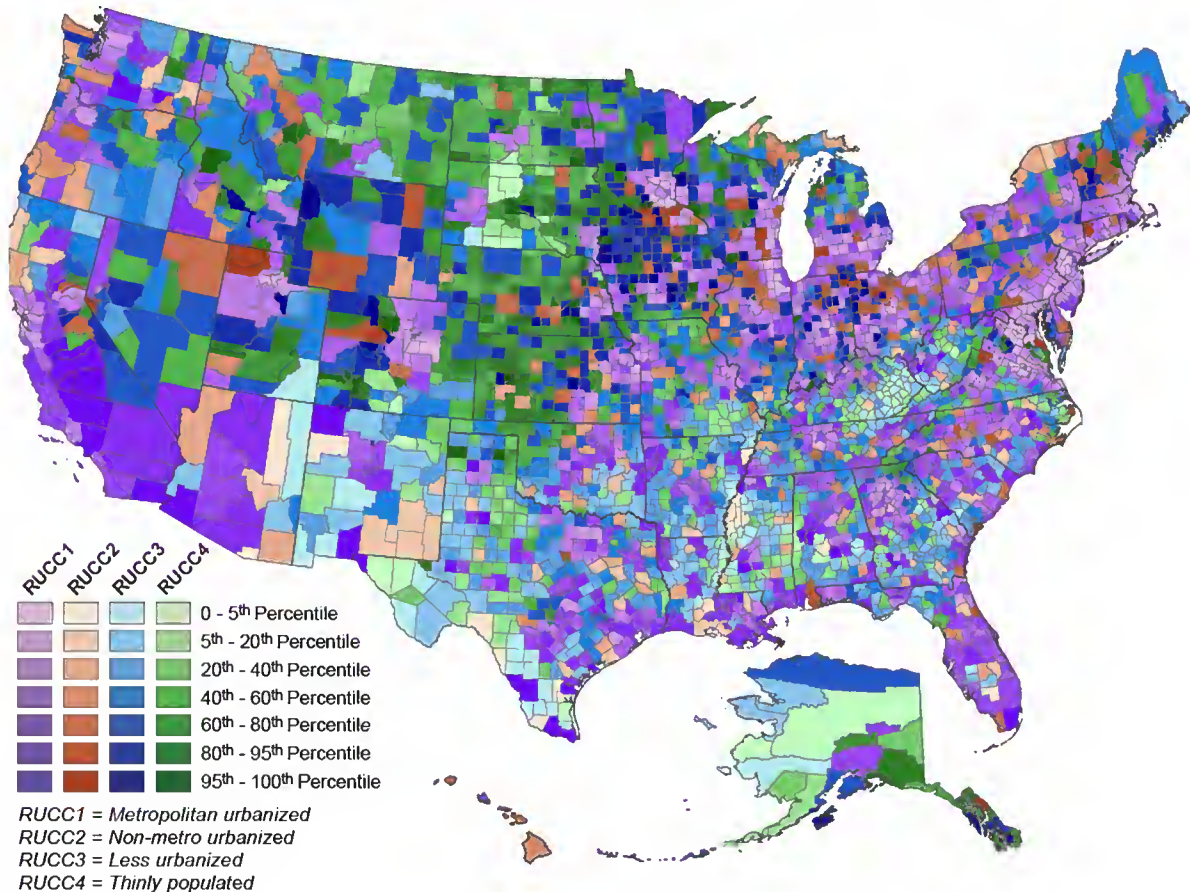 RUCC1 RUCC2 RUCC3 RUCC4
0 - 5th Percentile
5th - 20th Percentile
20th - 40th Percentile
40th - 60th Percentile
60th - 80th Percentile
80th - 95th Percentile
95th - 100th Percentile
RUCC1 = Metropolitan urbanized
RUCC2 = Non-metro urbanized
RUCC3 = Less urbanized
RUCC4 = Thinly populated